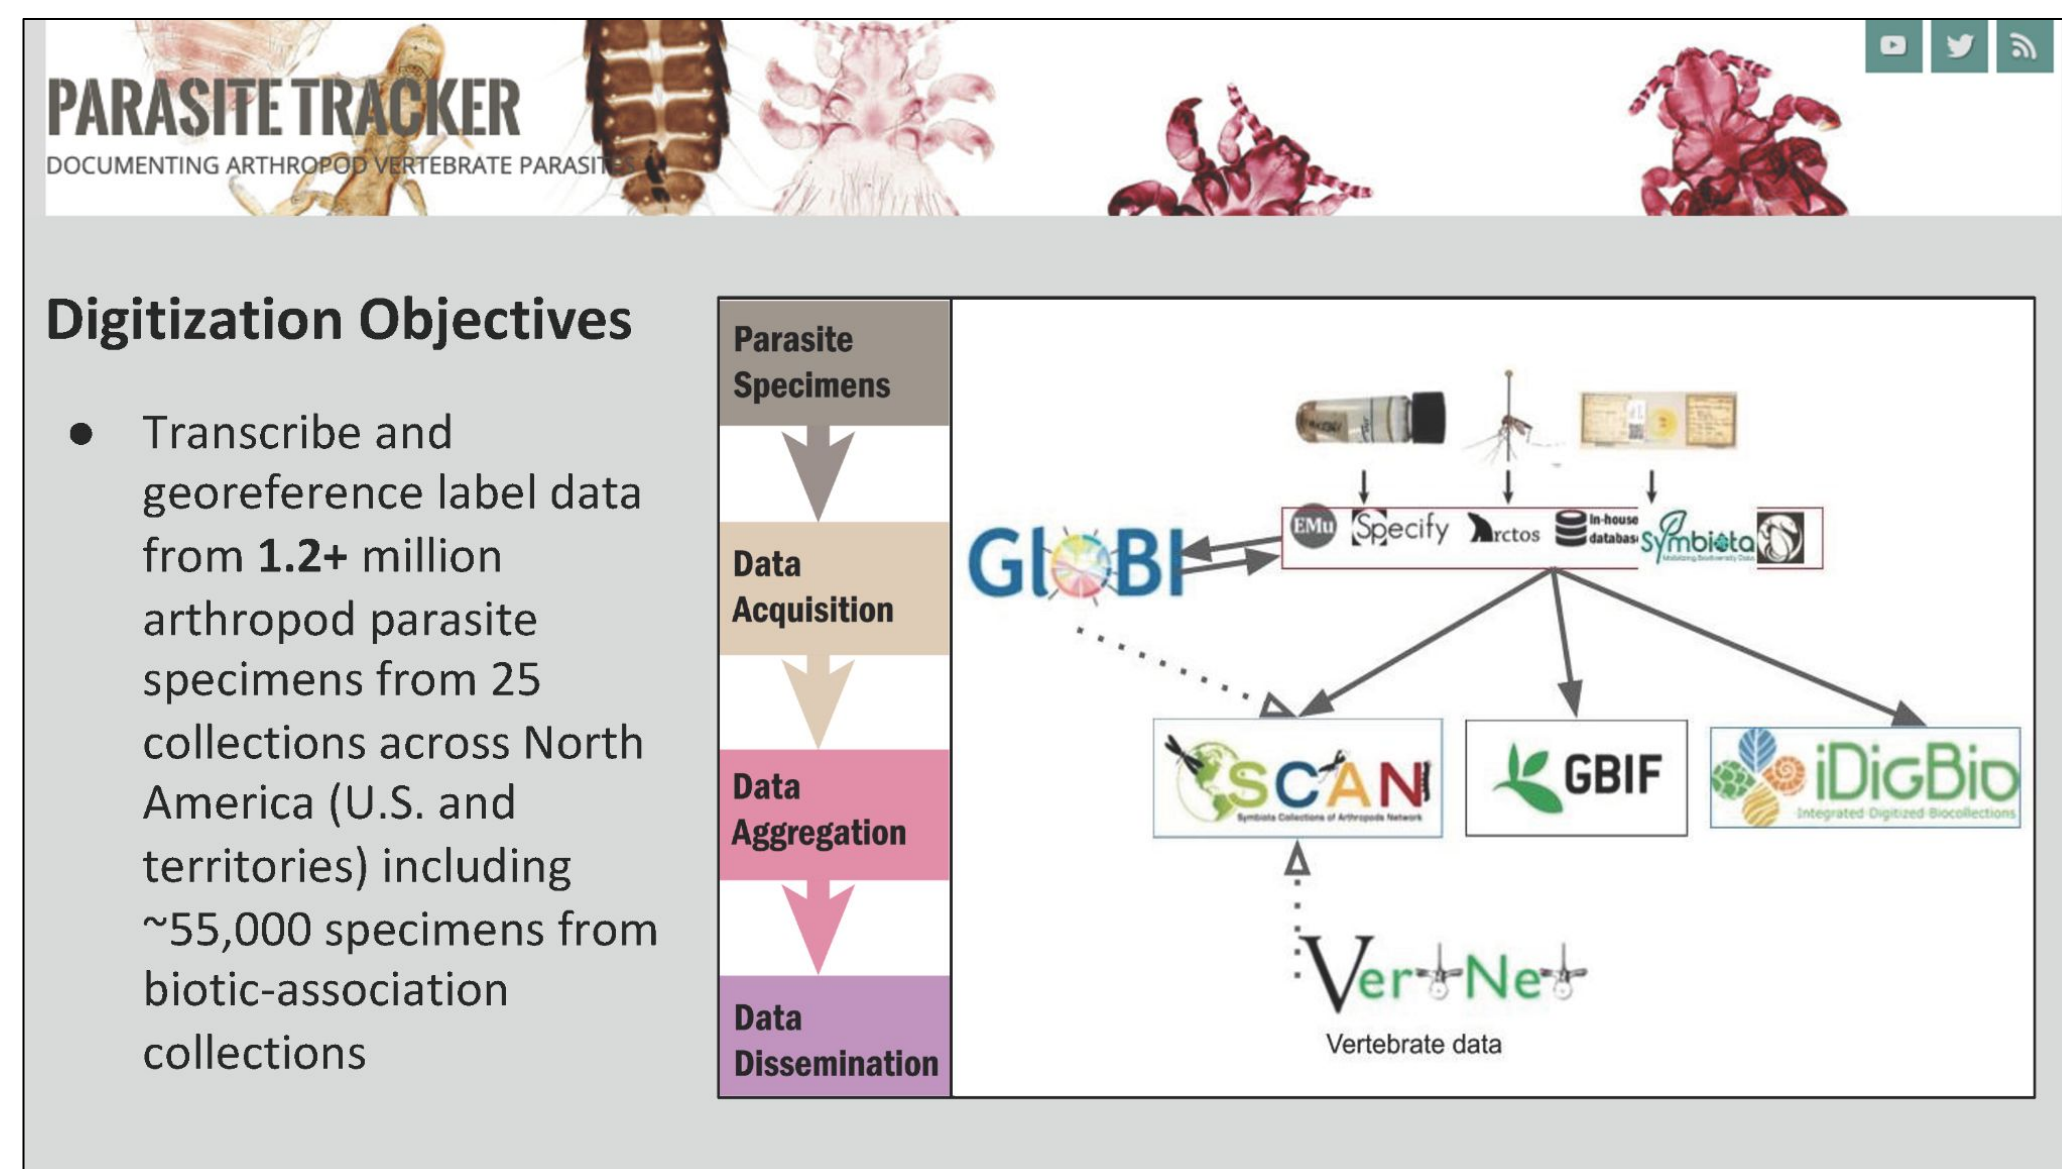 PARASITE TRACKER
DOCUMENTING ARTHROPOD VERTEBRATE PARASITES
Digitization Objectives
● Transcribe and
georeference label data
from 1.2+ million
arthropod parasite
specimens from 25
collections across North
America (U.S. and
territories) including
~55,000 specimens from
biotic-association
collections
Parasite
Specimens
Data
Acquisition
Data
Aggregation
Data
Dissemination
EMu
Specify
Arctos
In-house
database
Symbiota
GloBI
SCAN
Symbiota Collections of Arthropods Network
GBIF
iDigBio
Integrated Digitized Biocollections
VertNet
Vertebrate data